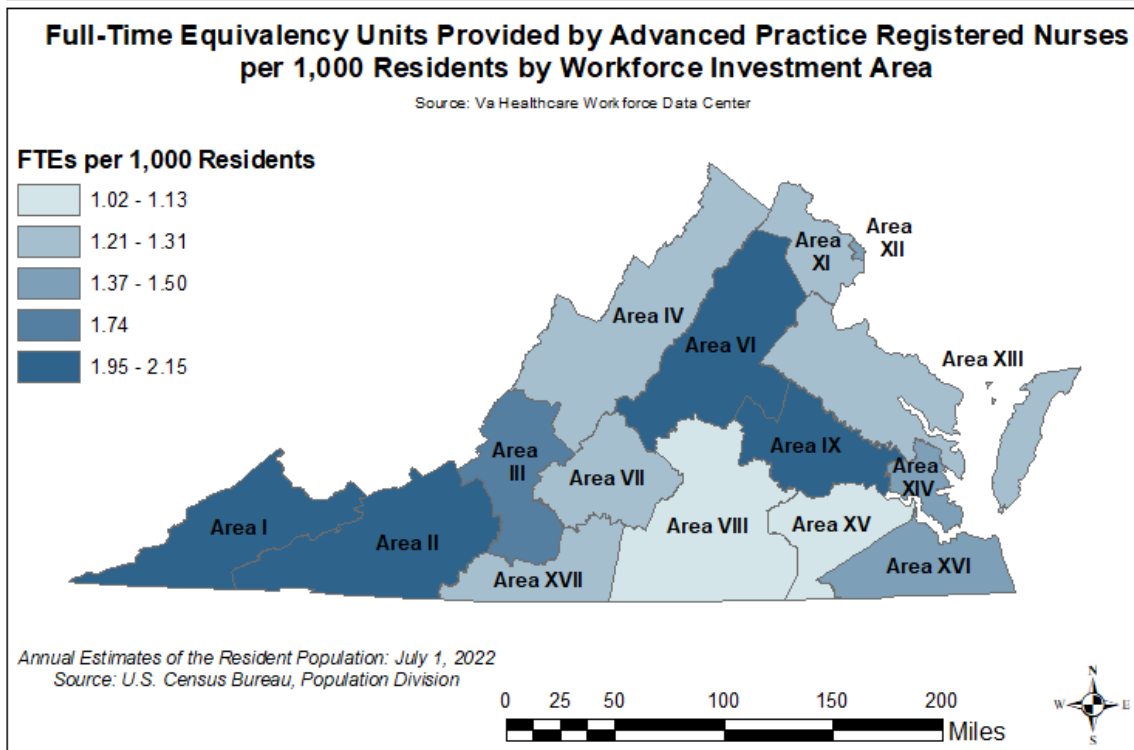 Full-Time Equivalency Units Provided by Advanced Practice Registered Nurses
per 1,000 Residents by Workforce Investment Area
Source: Va Healthcare Workforce Data Center
FTEs per 1,000 Residents
1.02 - 1.13
1.21 - 1.31
1.37 - 1.50
1.74
1.95 - 2.15
Area
XII
Area
XI
Area IV
Area VI
Area XIII
Area IX
Area
III
Area
XIV
Area VII
Area I
Area II
Area VIII
Area XV
Area XVII
Area XVI
Annual Estimates of the Resident Population: July 1, 2022
Source: U.S. Census Bureau, Population Division
0 25 50 100 150 200
Miles
N
W E
S